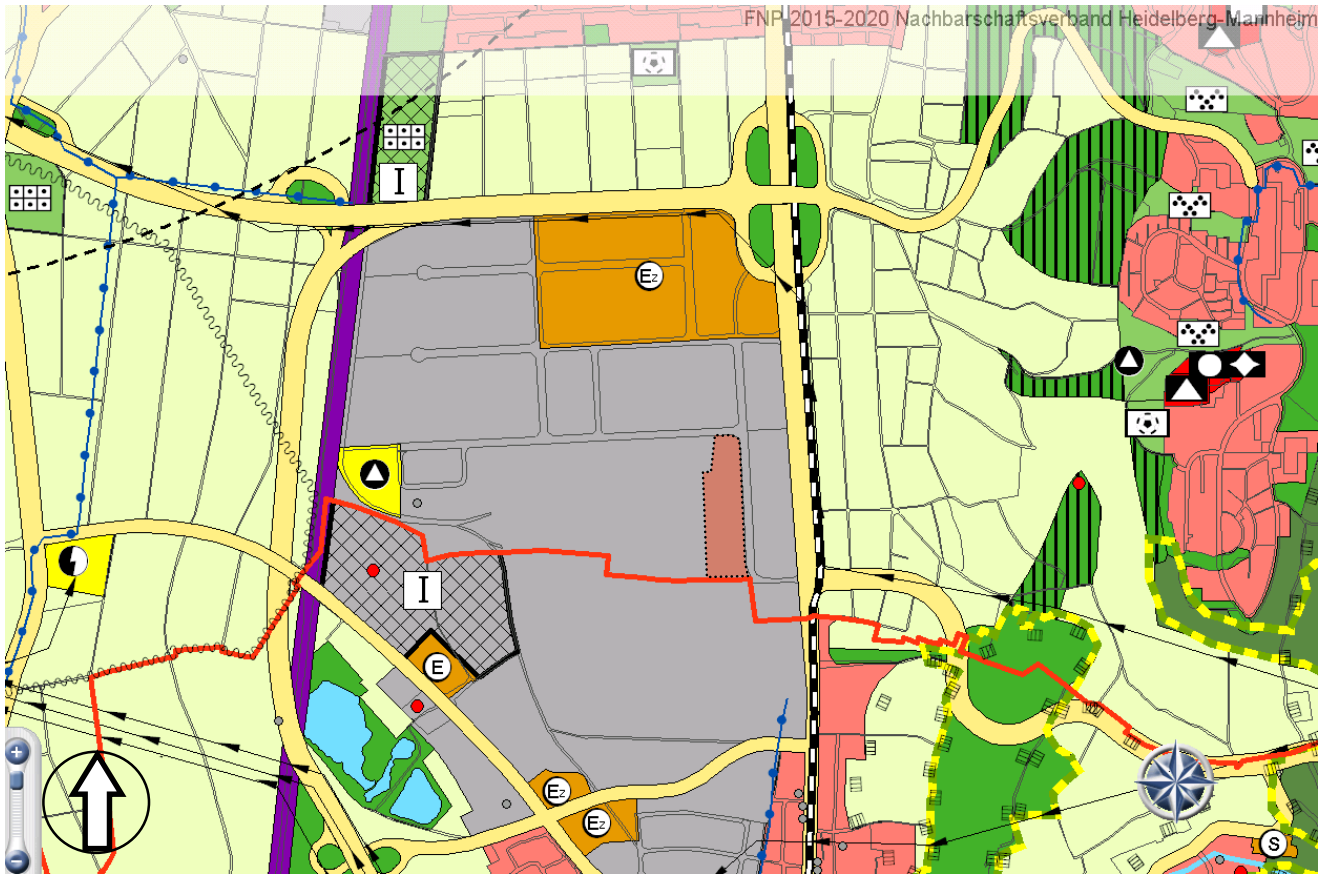 FNP 2015-2020 Nachbarschaftsverband Heidelberg-Mannheim
I
Ez
I
E
Ez
Ez
S
+
-